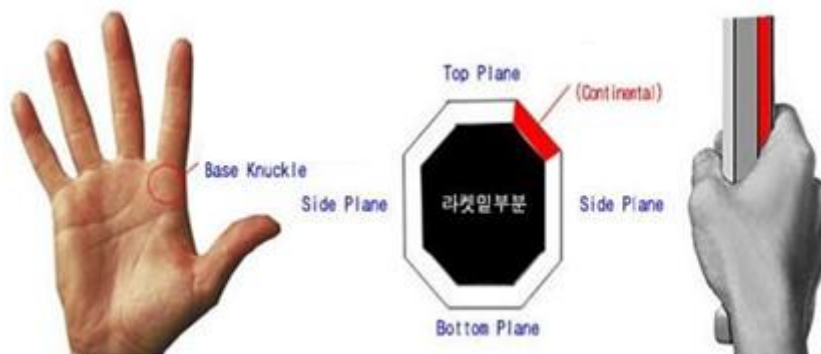 Top Plane
(Continental)
Base Knuckle
Side Plane
라켓밑부분
Side Plane
Bottom Plane